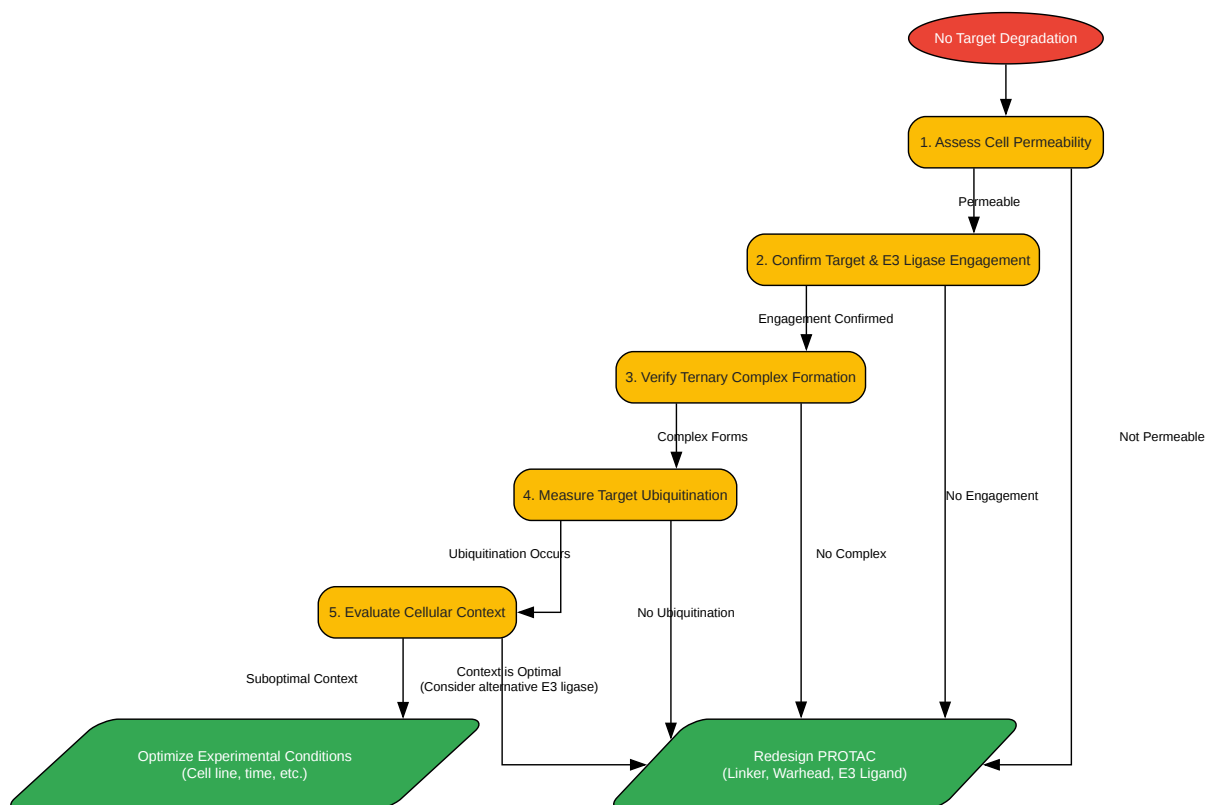 No Target Degradation
1. Assess Cell Permeability
Permeable
2. Confirm Target & E3 Ligase Engagement
Engagement Confirmed
3. Verify Ternary Complex Formation
Complex Forms
Not Permeable
4. Measure Target Ubiquitination
No Engagement
Ubiquitination Occurs
No Complex
5. Evaluate Cellular Context
No Ubiquitination
Suboptimal Context
Context is Optimal
(Consider alternative E3 ligase)
Optimize Experimental Conditions
(Cell line, time, etc.)
Redesign PROTAC
(Linker, Warhead, E3 Ligand)